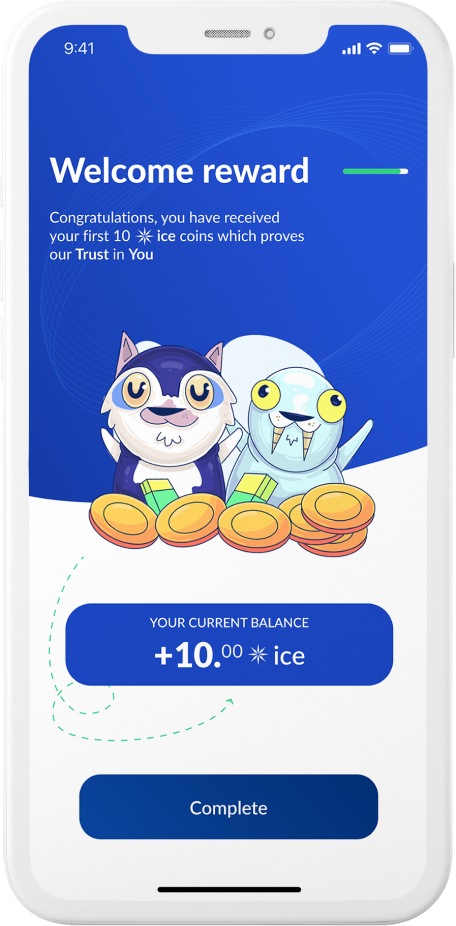 9:41
Welcome reward
Congratulations, you have received
your first 10 ice coins which proves
our Trust in You
YOUR CURRENT BALANCE
+10.00 ice
Complete